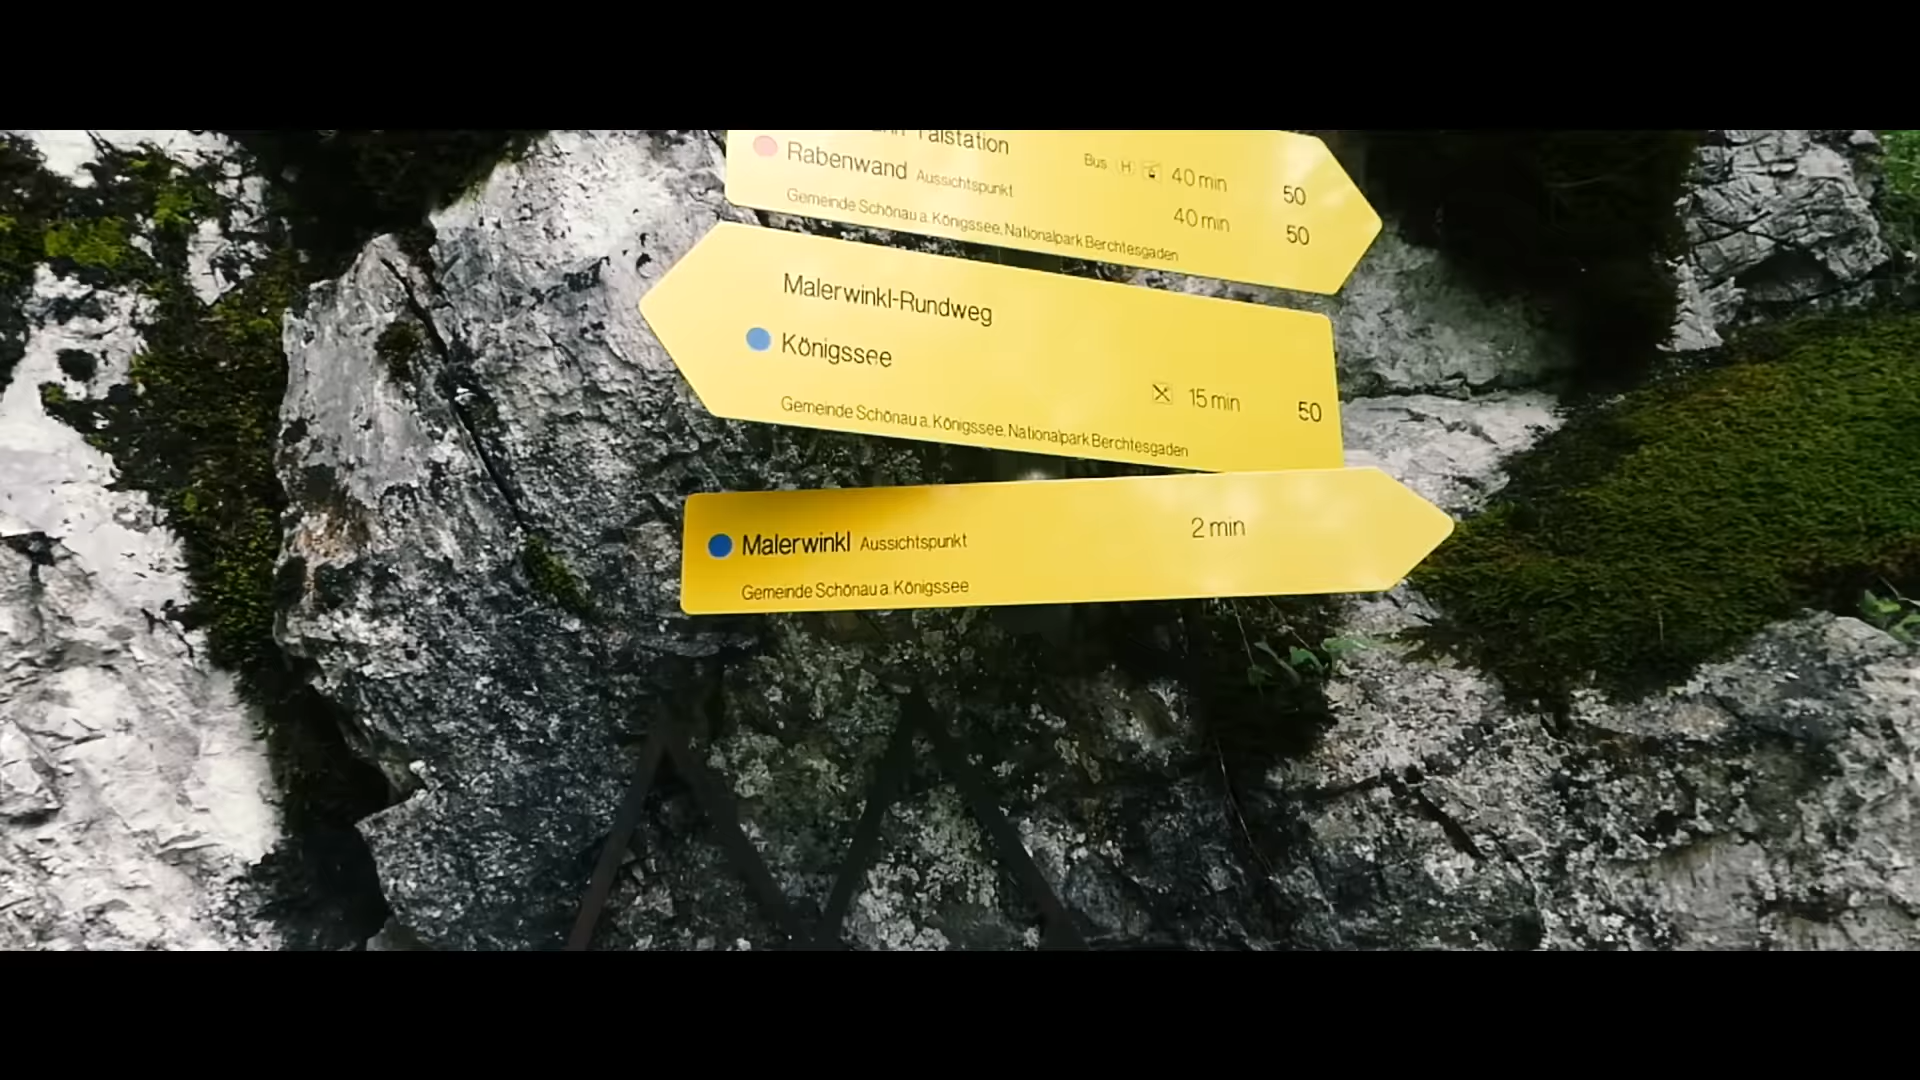 Talstation Bus H 40 min 50
Rabenwand Aussichtspunkt 40 min 50
Gemeinde Schönau a. Königssee, Nationalpark Berchtesgaden
Malerwinkl-Rundweg
Königssee 15 min 50
Gemeinde Schönau a. Königssee, Nationalpark Berchtesgaden
Malerwinkl Aussichtspunkt 2 min
Gemeinde Schönau a. Königssee